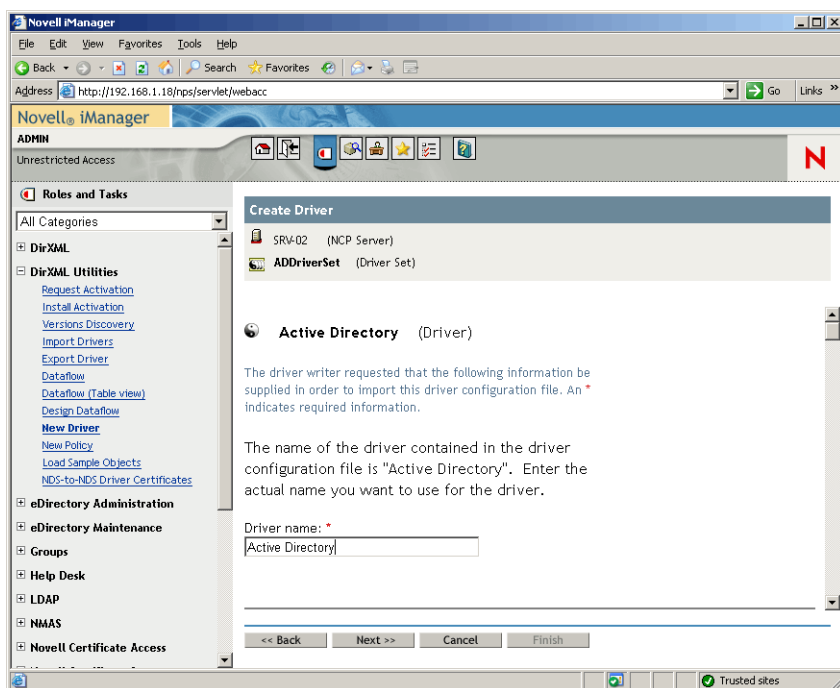 Novell iManager
File Edit View Favorites Tools Help
Back Search Favorites
Address http://192.168.1.18/nps/servlet/webacc Go Links »
Novell® iManager
ADMIN
Unrestricted Access
N
Roles and Tasks
All Categories
DirXML
DirXML Utilities
Request Activation
Install Activation
Versions Discovery
Import Drivers
Export Driver
Dataflow
Dataflow (Table view)
Design Dataflow
New Driver
New Policy
Load Sample Objects
NDS-to-NDS Driver Certificates
eDirectory Administration
eDirectory Maintenance
Groups
Help Desk
LDAP
NMAS
Novell Certificate Access
Create Driver
SRV-02 (NCP Server)
ADDriverSet (Driver Set)
Active Directory (Driver)
The driver writer requested that the following information be
supplied in order to import this driver configuration file. An *
indicates required information.
The name of the driver contained in the driver
configuration file is "Active Directory". Enter the
actual name you want to use for the driver.
Driver name: *
Active Directory
<< Back Next >> Cancel Finish
Trusted sites